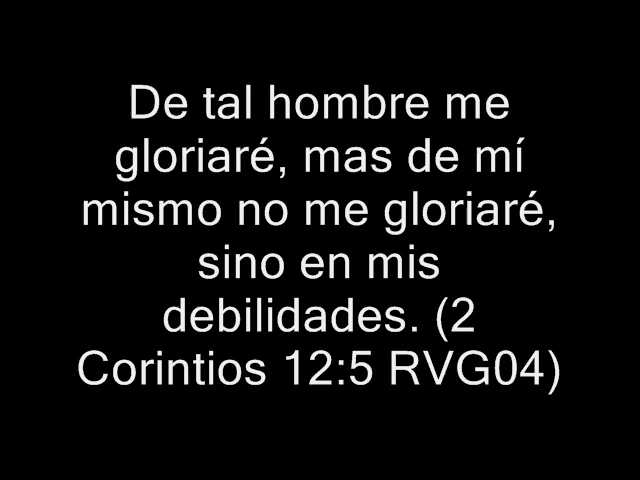 De tal hombre me
gloriaré, mas de mí
mismo no me gloriaré,
sino en mis
debilidades. (2
Corintios 12:5 RVG04)